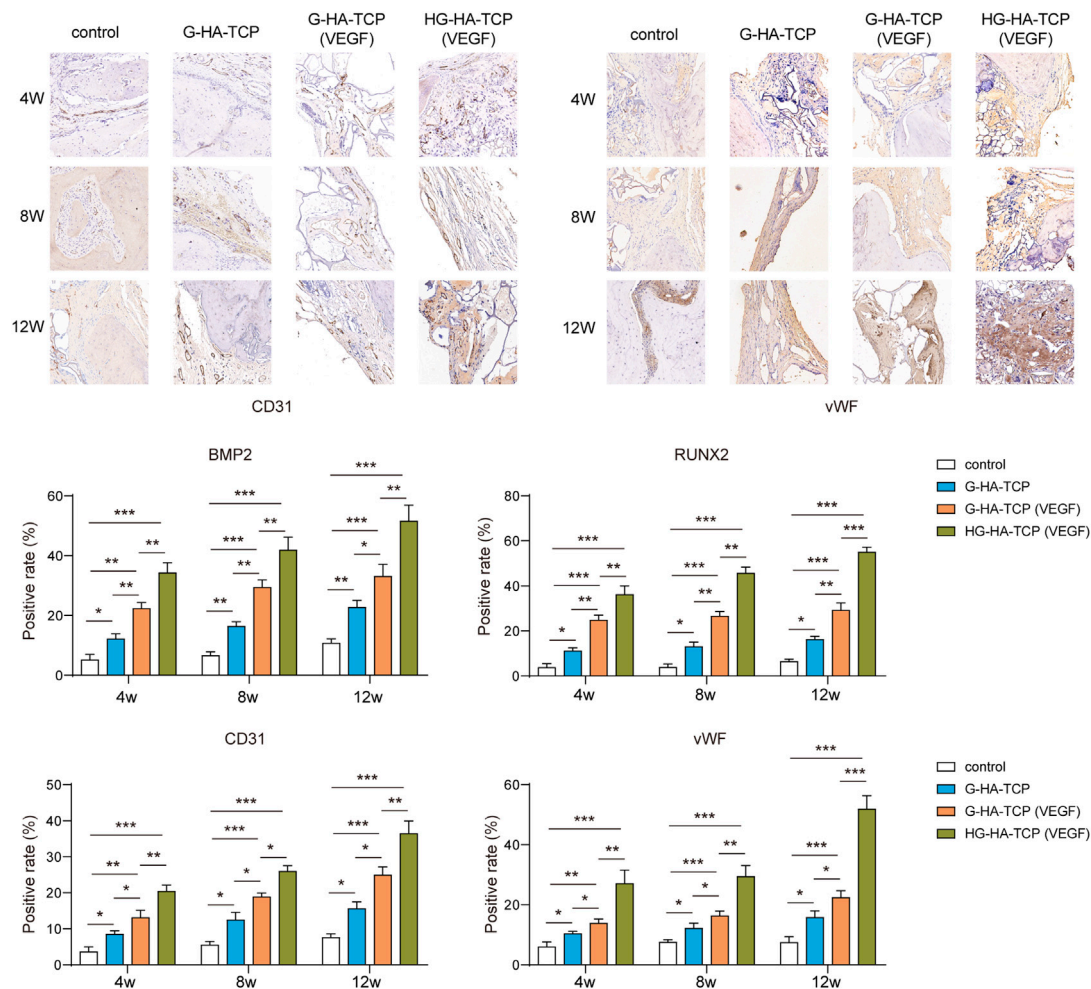 control G-HA-TCP G-HA-TCP (VEGF) HG-HA-TCP (VEGF)
4W
8W
12W
CD31
control G-HA-TCP G-HA-TCP (VEGF) HG-HA-TCP (VEGF)
4W
8W
12W
vWF
BMP2
Positive rate (%)
60
40
20
0
***
**
**
**
*
***
***
**
**
**
***
***
**
*
**
4w 8w 12w
RUNX2
Positive rate (%)
80
60
40
20
0
***
***
**
**
*
***
***
**
**
*
***
***
***
**
*
4w 8w 12w
control
G-HA-TCP
G-HA-TCP (VEGF)
HG-HA-TCP (VEGF)
CD31
Positive rate (%)
50
40
30
20
10
0
***
**
**
*
*
***
***
*
*
*
***
***
**
*
*
4w 8w 12w
vWF
Positive rate (%)
60
40
20
0
***
**
**
*
*
***
***
**
*
*
***
***
***
*
*
4w 8w 12w
control
G-HA-TCP
G-HA-TCP (VEGF)
HG-HA-TCP (VEGF)